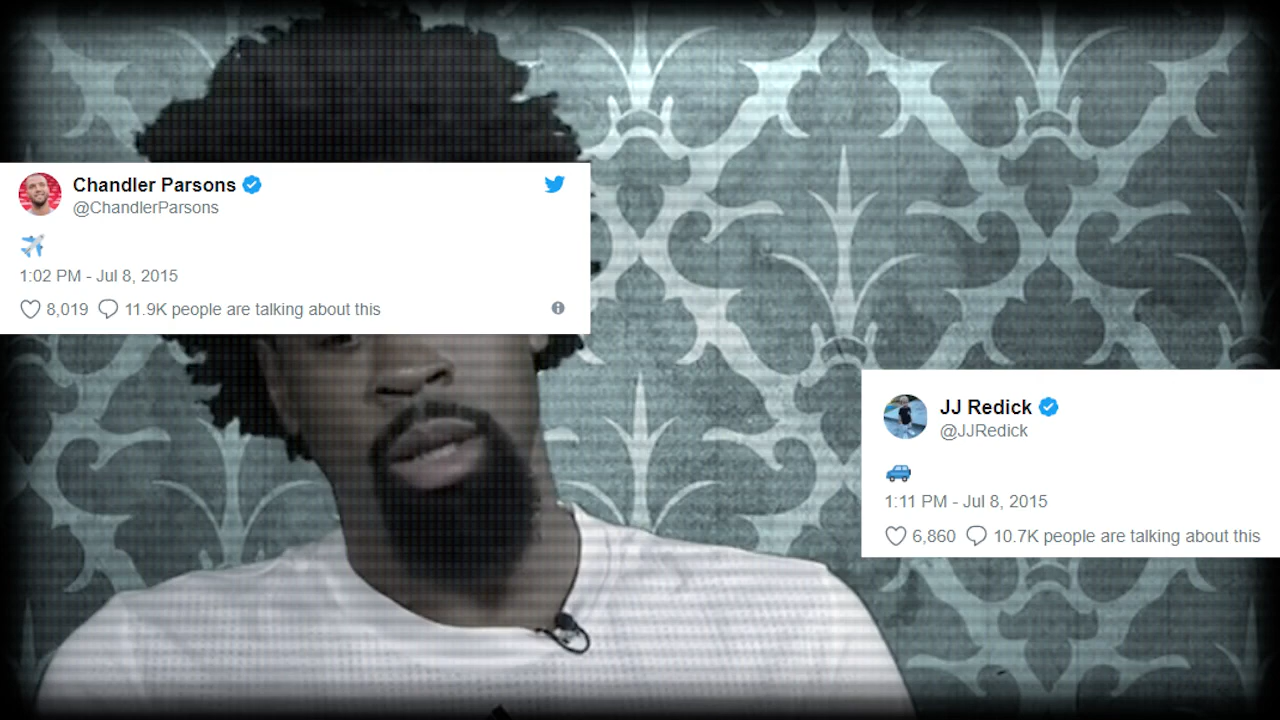 Chandler Parsons
@ChandlerParsons
✈️
1:02 PM - Jul 8, 2015
8,019 11.9K people are talking about this
JJ Redick
@JJRedick
🚙
1:11 PM - Jul 8, 2015
6,860 10.7K people are talking about this